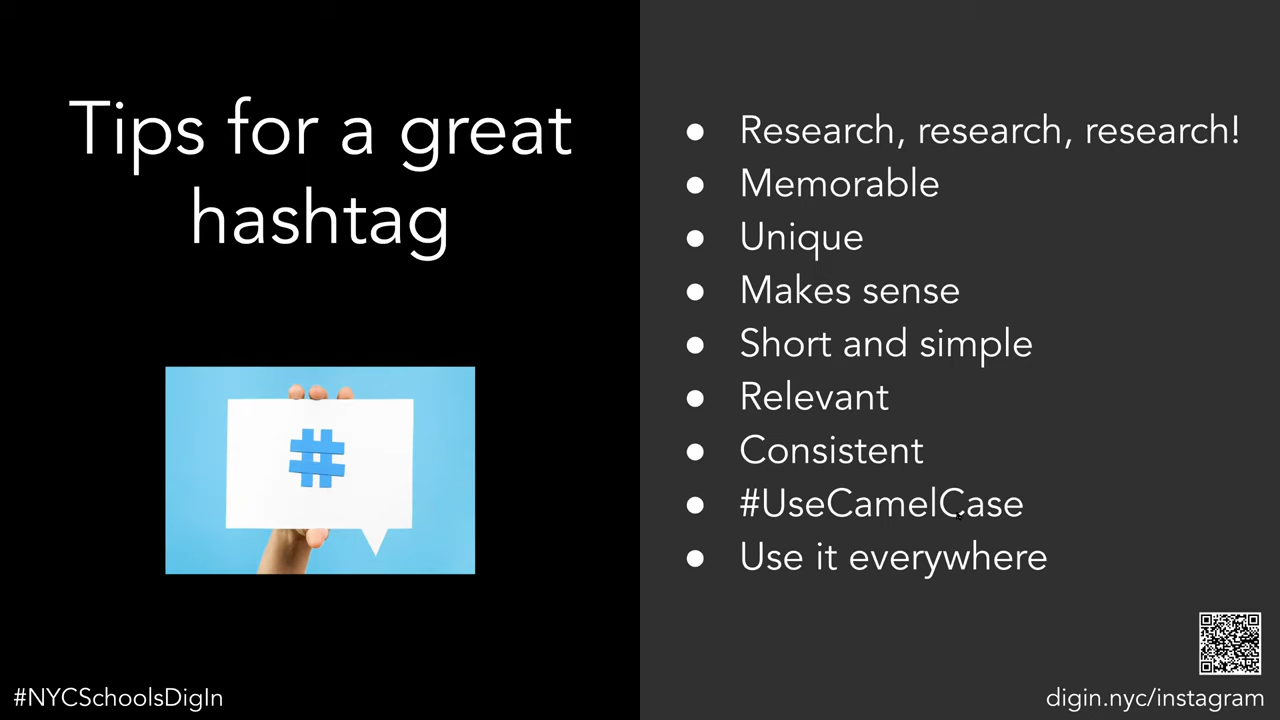 Tips for a great
hashtag
#
#NYCSchoolsDigIn
● Research, research, research!
● Memorable
● Unique
● Makes sense
● Short and simple
● Relevant
● Consistent
● #UseCamelCase
● Use it everywhere
digin.nyc/instagram